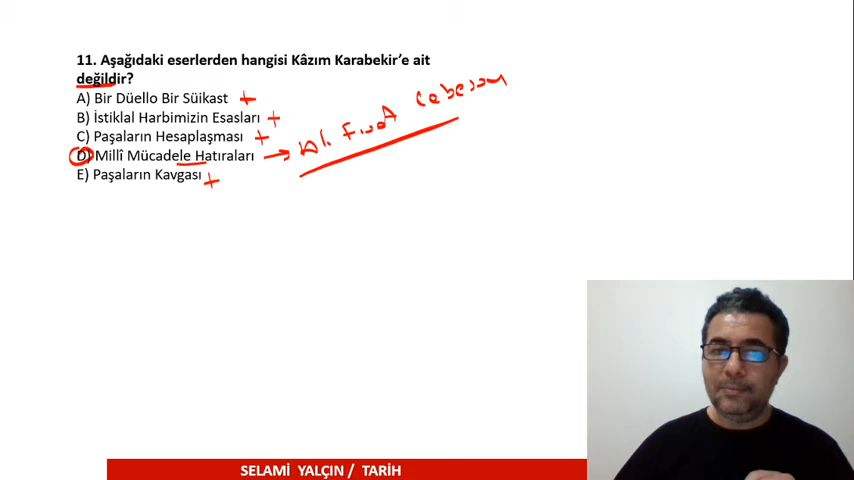 11. Aşağıdaki eserlerden hangisi Kâzım Karabekir'e ait
değildir?
A) Bir Düello Bir Süikast +
B) İstiklal Harbimizin Esasları +
C) Paşaların Hesaplaşması +
D) Millî Mücadele Hatıraları → Ali Fuat Cebesoy
E) Paşaların Kavgası +
SELAMİ YALÇIN / TARİH